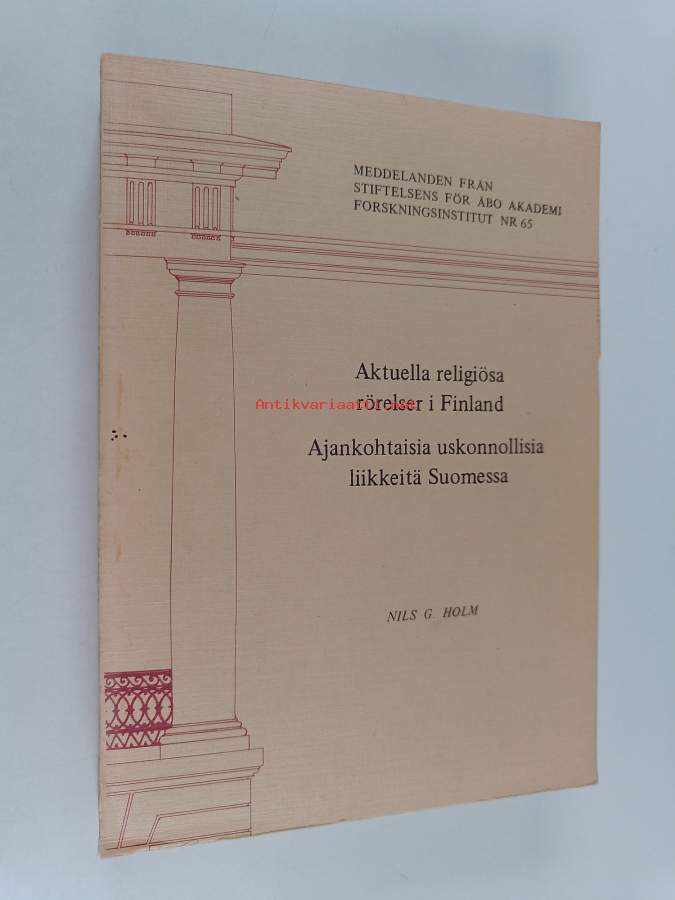 MEDDELANDEN FRÅN
STIFTELSENS FÖR ÅBO AKADEMI
FORSKNINGSINSTITUT NR 65
Aktuella religiösa
rörelser i Finland
Antikvariaatti.net
Ajankohtaisia uskonnollisia
liikkeitä Suomessa
NILS G. HOLM